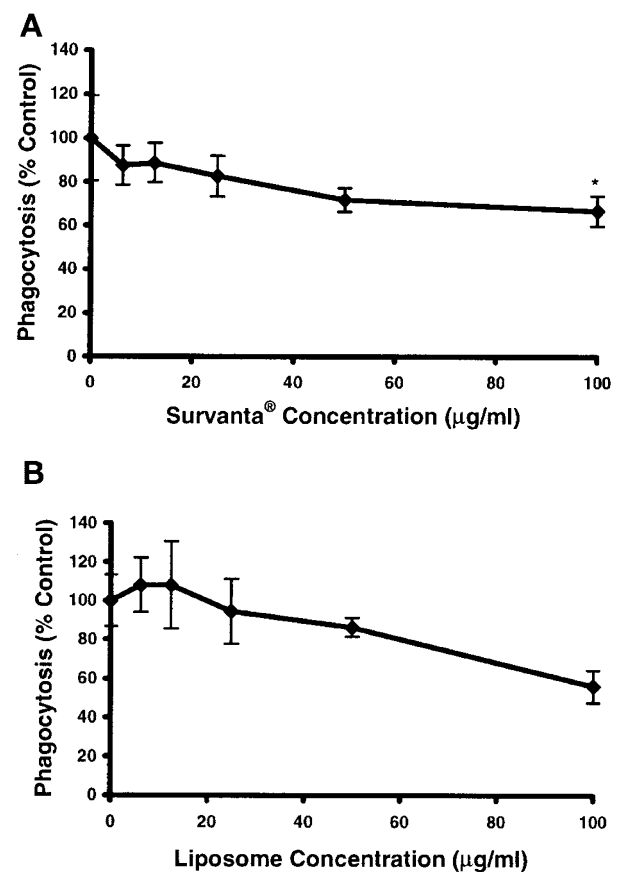 A
Phagocytosis (% Control)
140
120
100
80
60
40
20
0
*
0 20 40 60 80 100
Survanta® Concentration (μg/ml)
B
Phagocytosis (% Control)
140
120
100
80
60
40
20
0
0 20 40 60 80 100
Liposome Concentration (μg/ml)